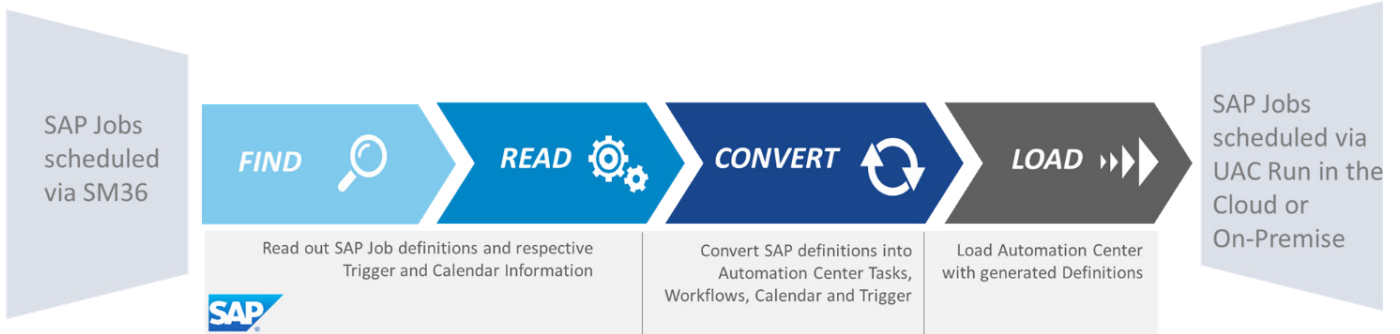 SAP Jobs
scheduled
via SM36
FIND
READ
CONVERT
LOAD
Read out SAP Job definitions and respective
Trigger and Calendar Information
Convert SAP definitions into
Automation Center Tasks,
Workflows, Calendar and Trigger
Load Automation Center
with generated Definitions
SAP
SAP Jobs
scheduled via
UAC Run in the
Cloud or
On-Premise